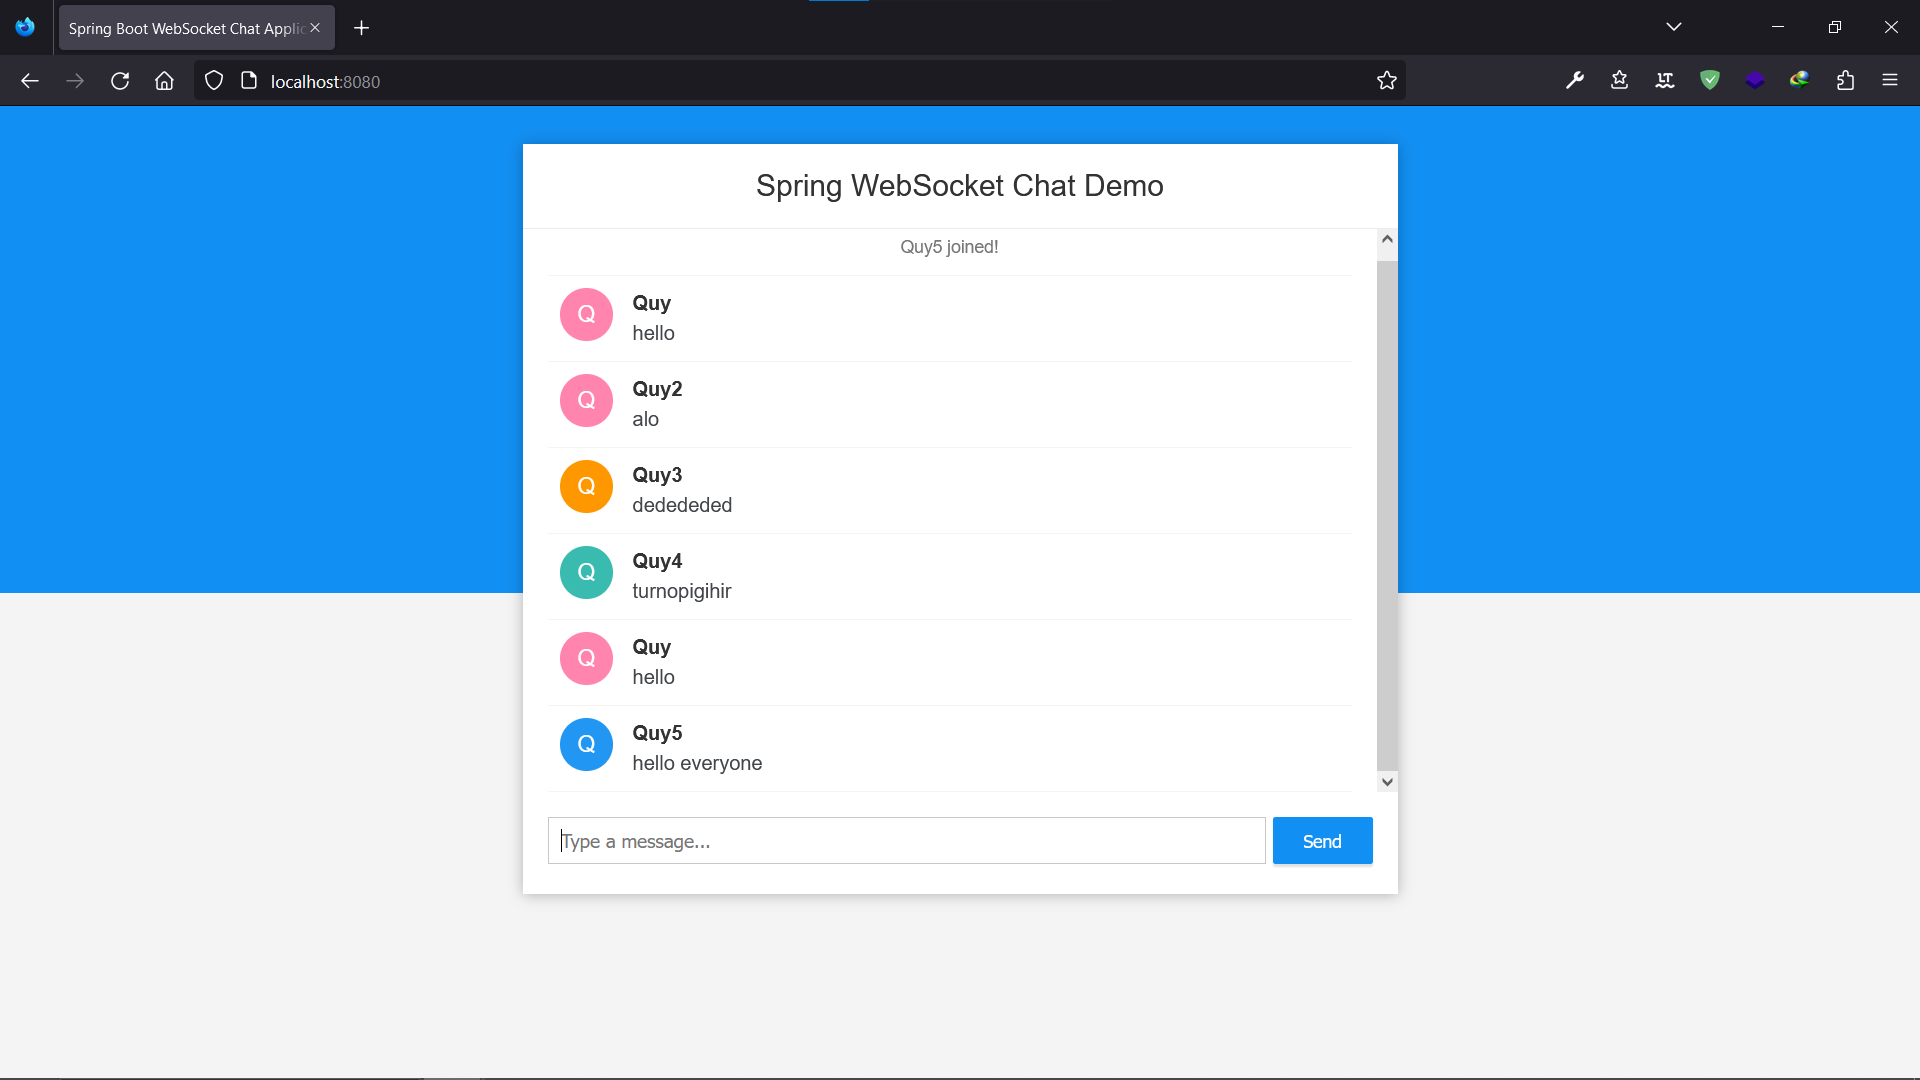 Spring Boot WebSocket Chat Applic
localhost:8080
LT
Spring WebSocket Chat Demo
Quy5 joined!
Q
Quy
hello
Q
Quy2
alo
Q
Quy3
dedededed
Q
Quy4
turnopigihir
Q
Quy
hello
Q
Quy5
hello everyone
Type a message...
Send